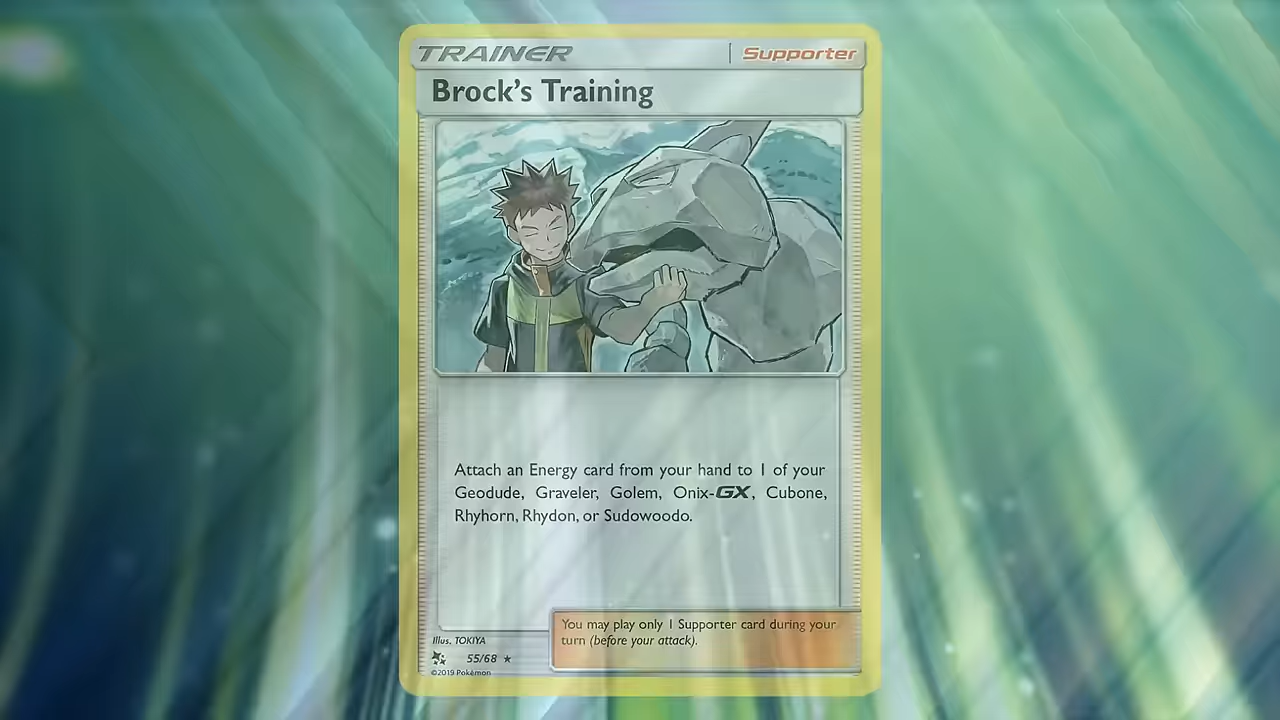 TRAINER
Supporter
Brock's Training
Attach an Energy card from your hand to 1 of your
Geodude, Graveler, Golem, Onix-GX, Cubone,
Rhyhorn, Rhydon, or Sudowoodo.
You may play only 1 Supporter card during your
turn (before your attack).
Illus. TOKIYA
55/68 ★
©2019 Pokémon